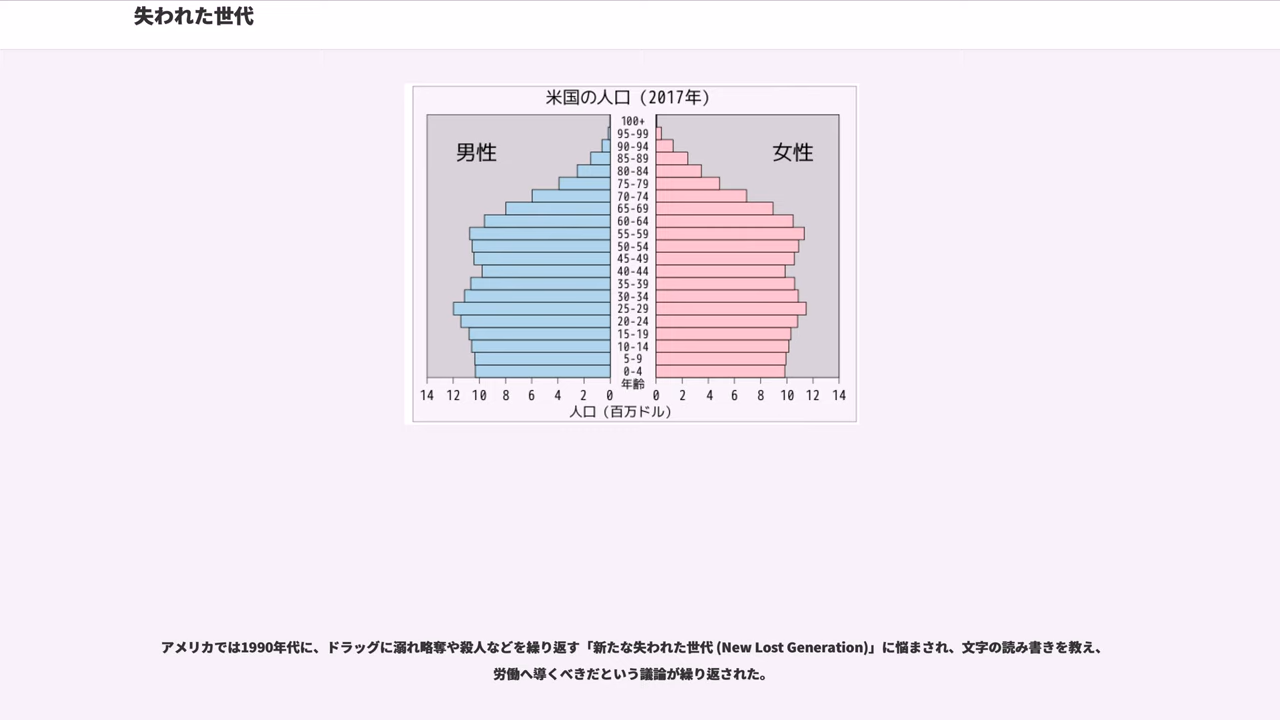 失われた世代
米国の人口（2017年）
男性
女性
100+
95-99
90-94
85-89
80-84
75-79
70-74
65-69
60-64
55-59
50-54
45-49
40-44
35-39
30-34
25-29
20-24
15-19
10-14
5-9
0-4
年齢
14 12 10 8 6 4 2 0 0 2 4 6 8 10 12 14
人口（百万ドル）
アメリカでは1990年代に、ドラッグに溺れ略奪や殺人などを繰り返す「新たな失われた世代 (New Lost Generation)」に悩まされ、文字の読み書きを教え、
労働へ導くべきだという議論が繰り返された。